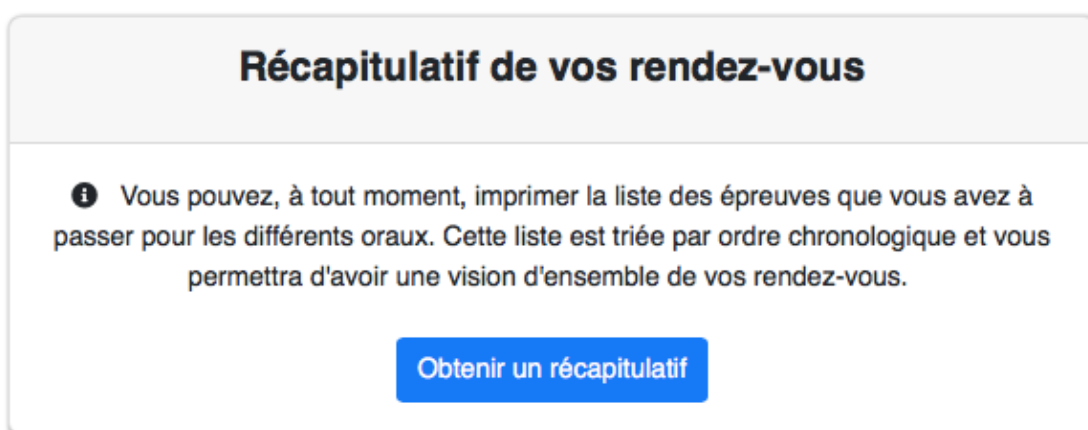 Récapitulatif de vos rendez-vous
Vous pouvez, à tout moment, imprimer la liste des épreuves que vous avez à
passer pour les différents oraux. Cette liste est triée par ordre chronologique et vous
permettra d'avoir une vision d'ensemble de vos rendez-vous.
Obtenir un récapitulatif